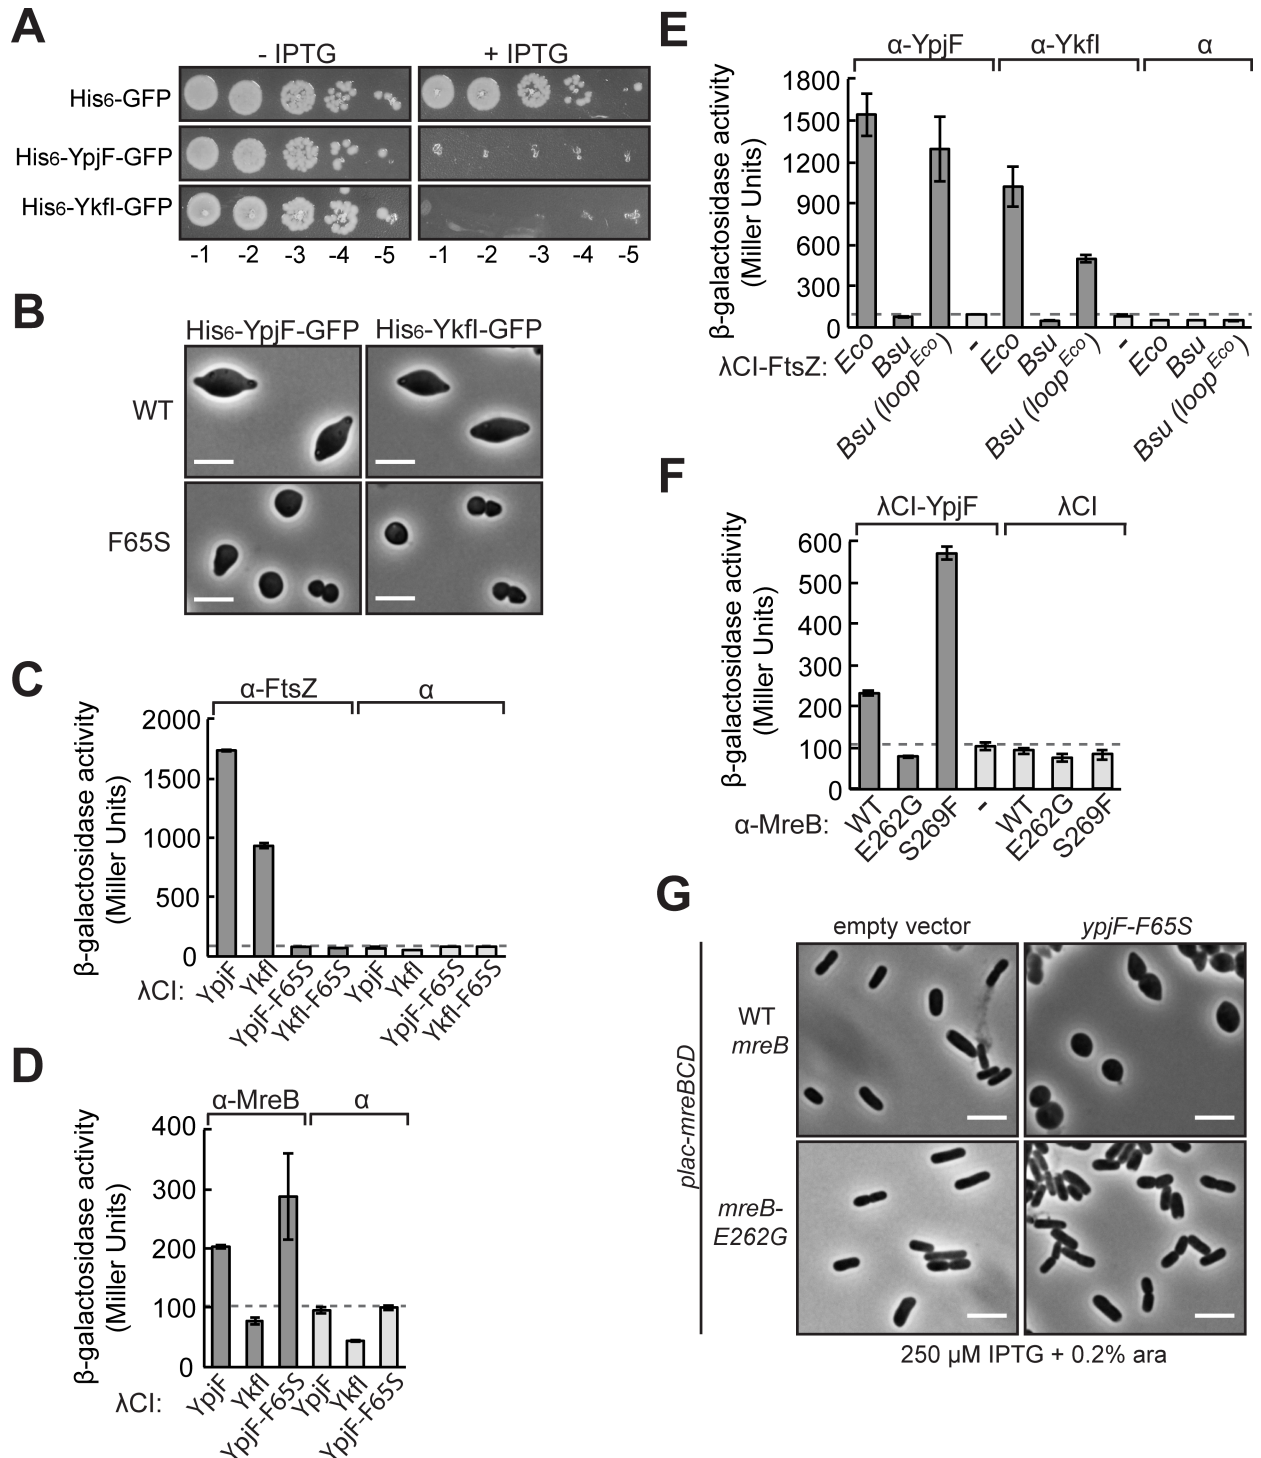 A
- IPTG
+ IPTG
His6-GFP
His6-YpjF-GFP
His6-YkfI-GFP
-1 -2 -3 -4 -5 -1 -2 -3 -4 -5
B
His6-YpjF-GFP His6-YkfI-GFP
WT
F65S
C
α-FtsZ α
β-galactosidase activity
(Miller Units)
2000
1500
1000
500
0
λCI: YpjF YkfI YpjF-F65S YkfI-F65S YpjF YkfI YpjF-F65S YkfI-F65S
D
α-MreB α
β-galactosidase activity
(Miller Units)
400
300
200
100
0
λCI: YpjF YkfI YpjF-F65S YpjF YkfI YpjF-F65S
E
α-YpjF α-YkfI α
β-galactosidase activity
(Miller Units)
1800
1500
1200
900
600
300
0
λCI-FtsZ: Eco Bsu Bsu (loop Eco) - Eco Bsu Bsu (loop Eco) - Eco Bsu Bsu (loop Eco)
F
λCI-YpjF λCI
β-galactosidase activity
(Miller Units)
600
500
400
300
200
100
0
α-MreB: WT E262G S269F - WT E262G S269F
G
empty vector ypjF-F65S
plac-mreBCD
WT
mreB
mreB-
E262G
250 µM IPTG + 0.2% ara